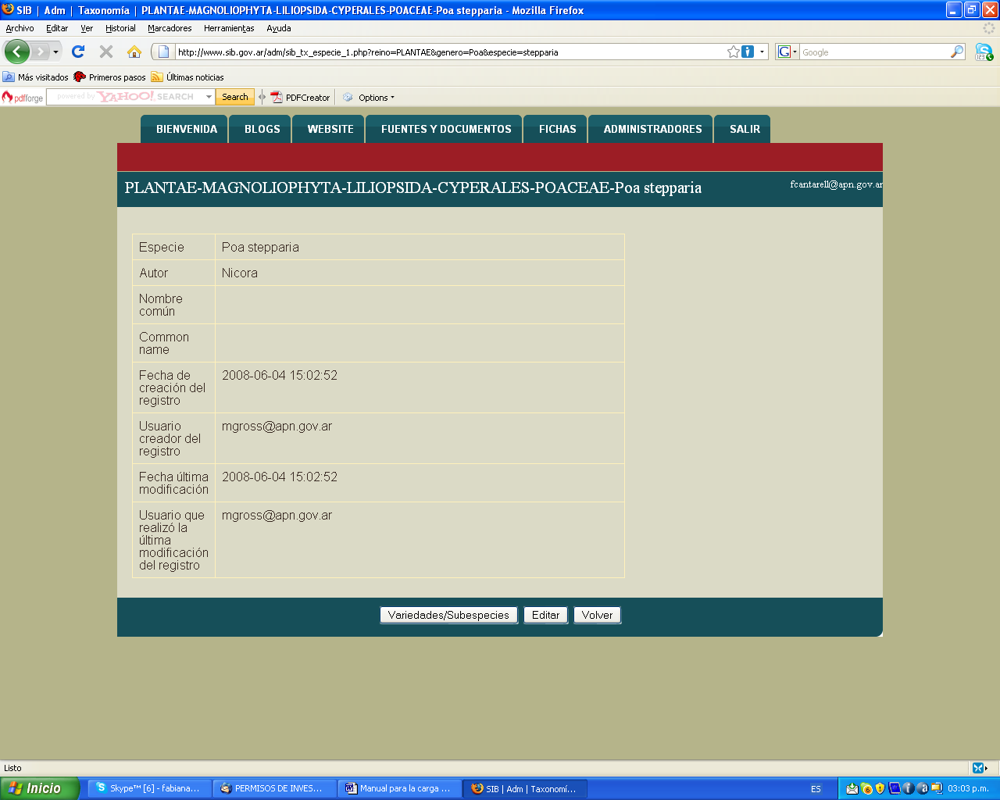 SIB | Adm | Taxonomía | PLANTAE-MAGNOLIOPHYTA-LILIOPSIDA-CYPERALES-POACEAE-Poa stepparia - Mozilla Firefox
Archivo Editar Ver Historial Marcadores Herramientas Ayuda
http://www.sib.gov.ar/adm/sib_tx_especie_1.php?reino=PLANTAE&genero=Poa&especie=stepparia
G Google
Más visitados Primeros pasos Últimas noticias
pdfforge powered by YAHOO! SEARCH Search PDFCreator Options
BIENVENIDA BLOGS WEBSITE FUENTES Y DOCUMENTOS FICHAS ADMINISTRADORES SALIR
PLANTAE-MAGNOLIOPHYTA-LILIOPSIDA-CYPERALES-POACEAE-Poa stepparia fcantarell@apn.gov.ar
Especie Poa stepparia
Autor Nicora
Nombre
común
Common
name
Fecha de 2008-06-04 15:02:52
creación del
registro
Usuario mgross@apn.gov.ar
creador del
registro
Fecha última 2008-06-04 15:02:52
modificación
Usuario que mgross@apn.gov.ar
realizó la
última
modificación
del registro
Variedades/Subespecies Editar Volver
Listo
Inicio Skype™ [6] - fabiana... PERMISOS DE INVES... Manual para la carga ... SIB | Adm | Taxonomí... ES 03:03 p.m.